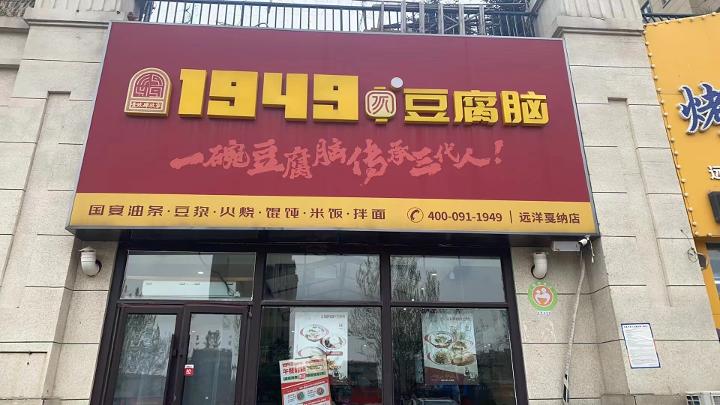 1949 豆腐脑
一碗豆腐脑传承三代人!
国宴油条·豆浆·火烧·馄饨·米饭·拌面 400-091-1949 | 远洋戛纳店
烧